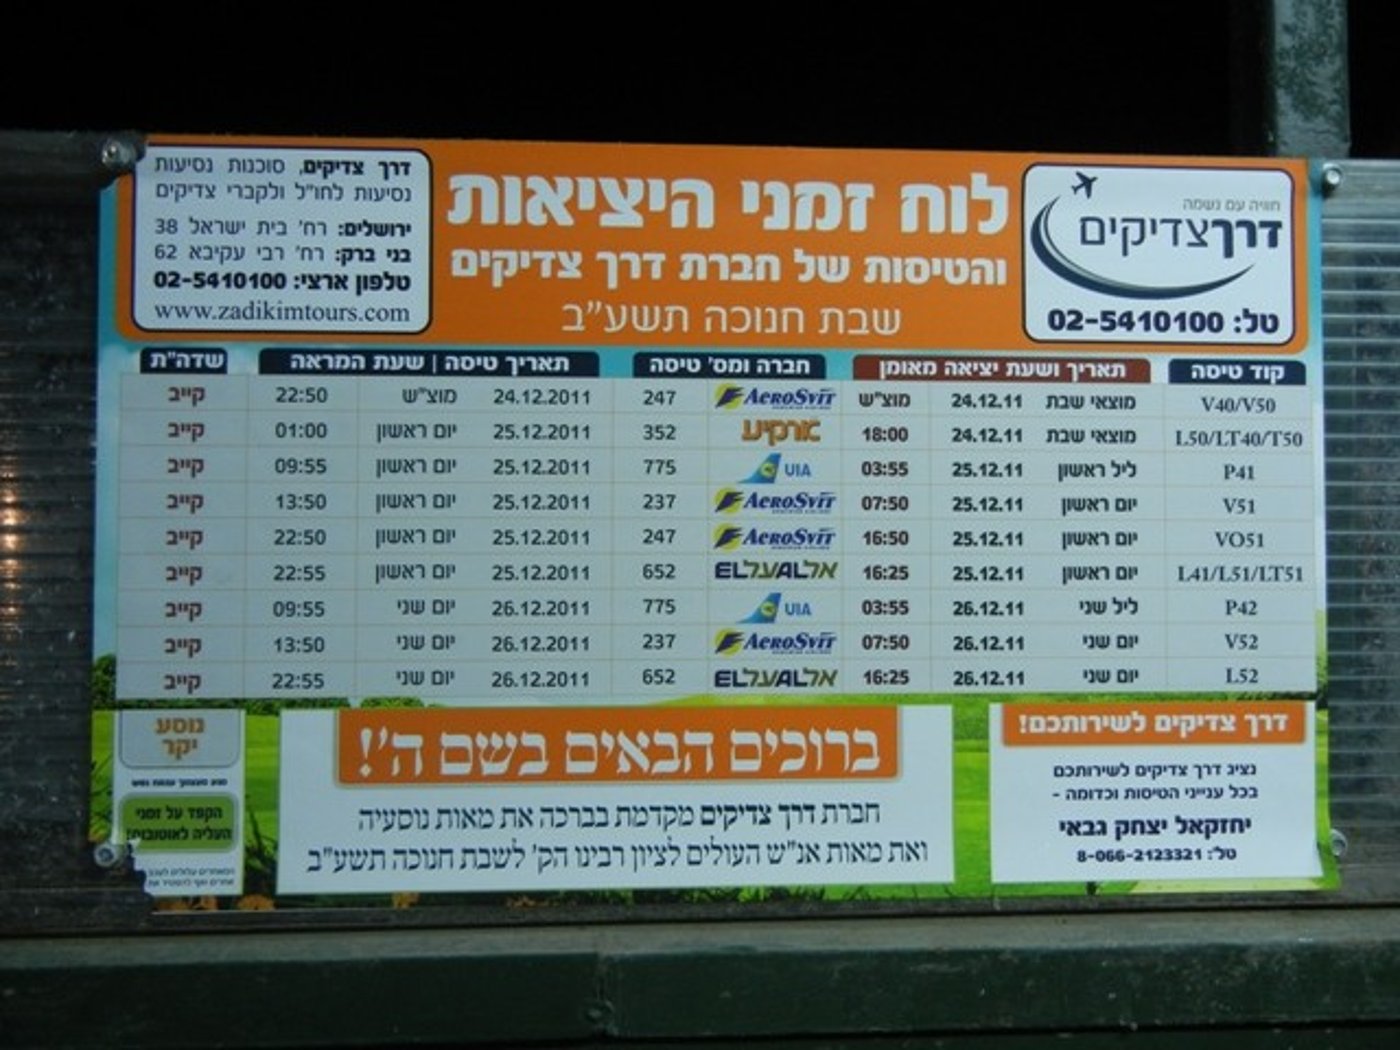 חוויה עם נשמה
דרך צדיקים
טל: 02-5410100
לוח זמני היציאות
והטיסות של חברת דרך צדיקים
שבת חנוכה תשע"ב
דרך צדיקים, סוכנות נסיעות
נסיעות לחו"ל ולקברי צדיקים
ירושלים: רח' בית ישראל 38
בני ברק: רח' רבי עקיבא 62
טלפון ארצי: 02-5410100
www.zadikimtours.com
קוד טיסה תאריך ושעת יציאה מאומן חברה ומס' טיסה תאריך טיסה | שעת המראה שדה"ת
V40/V50 מוצאי שבת 24.12.11 מוצ"ש AeroSvit 247 24.12.2011 מוצ"ש 22:50 קייב
L50/LT40/T50 מוצאי שבת 24.12.11 18:00 ארקיע 352 25.12.2011 יום ראשון 01:00 קייב
P41 ליל ראשון 25.12.11 03:55 UIA 775 25.12.2011 יום ראשון 09:55 קייב
V51 יום ראשון 25.12.11 07:50 AeroSvit 237 25.12.2011 יום ראשון 13:50 קייב
VO51 יום ראשון 25.12.11 16:50 AeroSvit 247 25.12.2011 יום ראשון 22:50 קייב
L41/L51/LT51 יום ראשון 25.12.11 16:25 אל על EL AL 652 25.12.2011 יום ראשון 22:55 קייב
P42 ליל שני 26.12.11 03:55 UIA 775 26.12.2011 יום שני 09:55 קייב
V52 יום שני 26.12.11 07:50 AeroSvit 237 26.12.2011 יום שני 13:50 קייב
L52 יום שני 26.12.11 16:25 אל על EL AL 652 26.12.2011 יום שני 22:55 קייב
דרך צדיקים לשירותכם!
נציג דרך צדיקים לשירותכם
בכל ענייני הטיסות וכדומה -
יחזקאל יצחק גבאי
טל': 8-066-2123321
ברוכים הבאים בשם ה'!
חברת דרך צדיקים מקדמת בברכה את מאות נוסעיה
ואת מאות אנ"ש העולים לציון רבינו הק' לשבת חנוכה תשע"ב
נוסע
יקר
הקפד על זמני
העליה לאוטובוס!